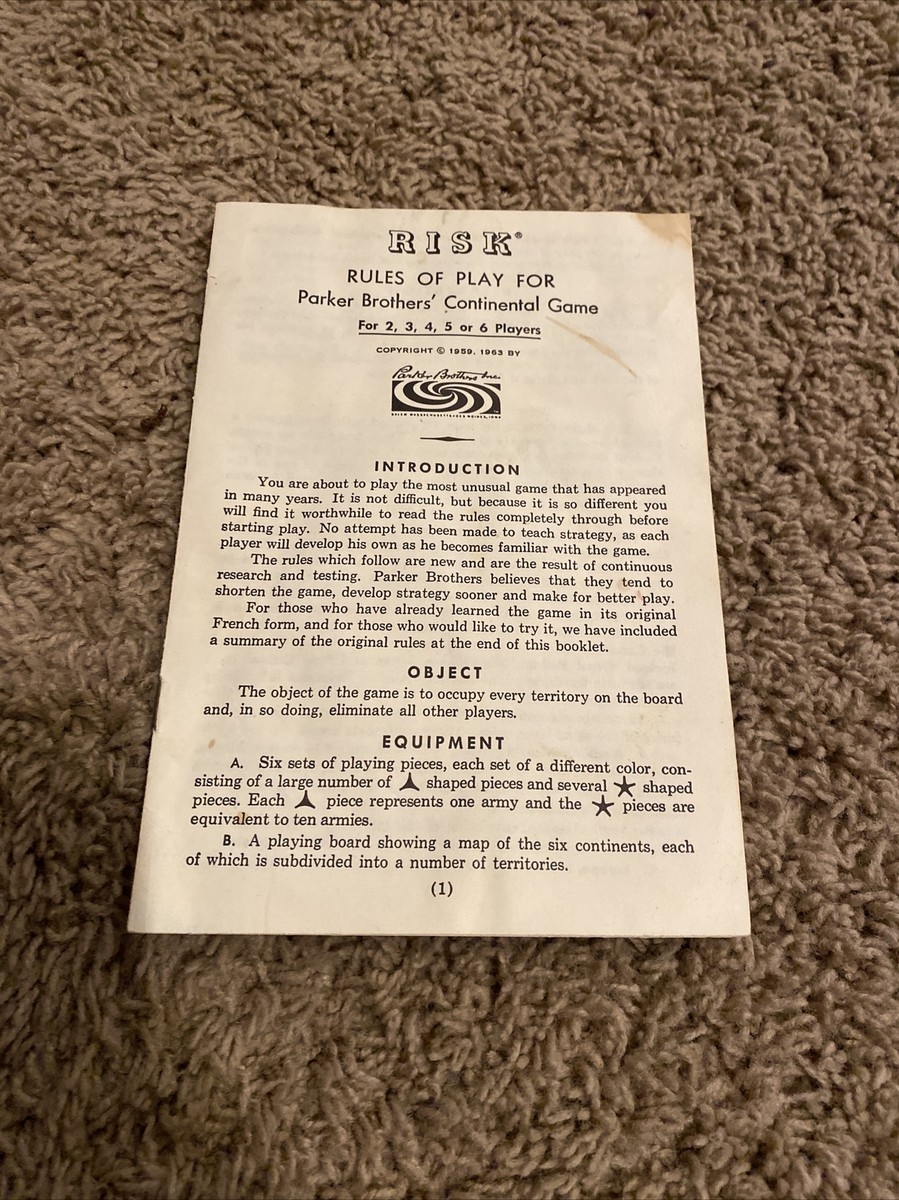 RISK®
RULES OF PLAY FOR
Parker Brothers' Continental Game
For 2, 3, 4, 5 or 6 Players
COPYRIGHT © 1959, 1963 BY
Parker Brothers Inc.
INTRODUCTION
You are about to play the most unusual game that has appeared
in many years. It is not difficult, but because it is so different you
will find it worthwhile to read the rules completely through before
starting play. No attempt has been made to teach strategy, as each
player will develop his own as he becomes familiar with the game.
The rules which follow are new and are the result of continuous
research and testing. Parker Brothers believes that they tend to
shorten the game, develop strategy sooner and make for better play.
For those who have already learned the game in its original
French form, and for those who would like to try it, we have included
a summary of the original rules at the end of this booklet.
OBJECT
The object of the game is to occupy every territory on the board
and, in so doing, eliminate all other players.
EQUIPMENT
A. Six sets of playing pieces, each set of a different color, con-
sisting of a large number of shaped pieces and several shaped
pieces. Each piece represents one army and the pieces are
equivalent to ten armies.
B. A playing board showing a map of the six continents, each
of which is subdivided into a number of territories.
(1)